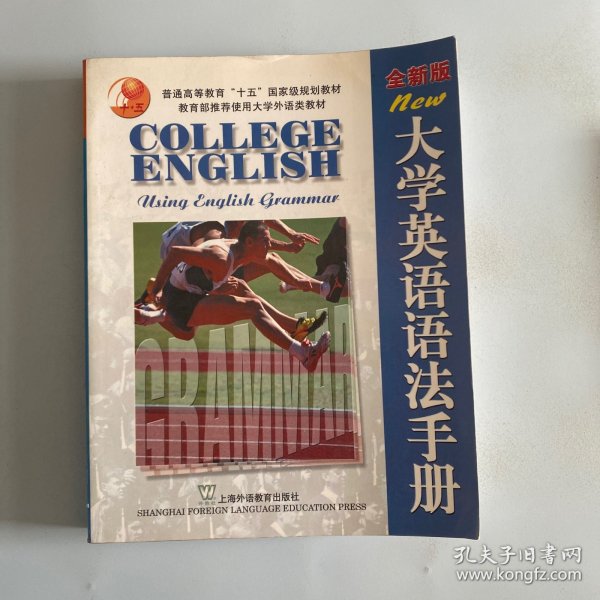 十·五
普通高等教育“十五”国家级规划教材
教育部推荐使用大学外语类教材
COLLEGE
ENGLISH
Using English Grammar
全新版
New
大学英语语法手册
GRAMMAR
W
外教社
上海外语教育出版社
SHANGHAI FOREIGN LANGUAGE EDUCATION PRESS
孔夫子旧书网
www.kongfz.com